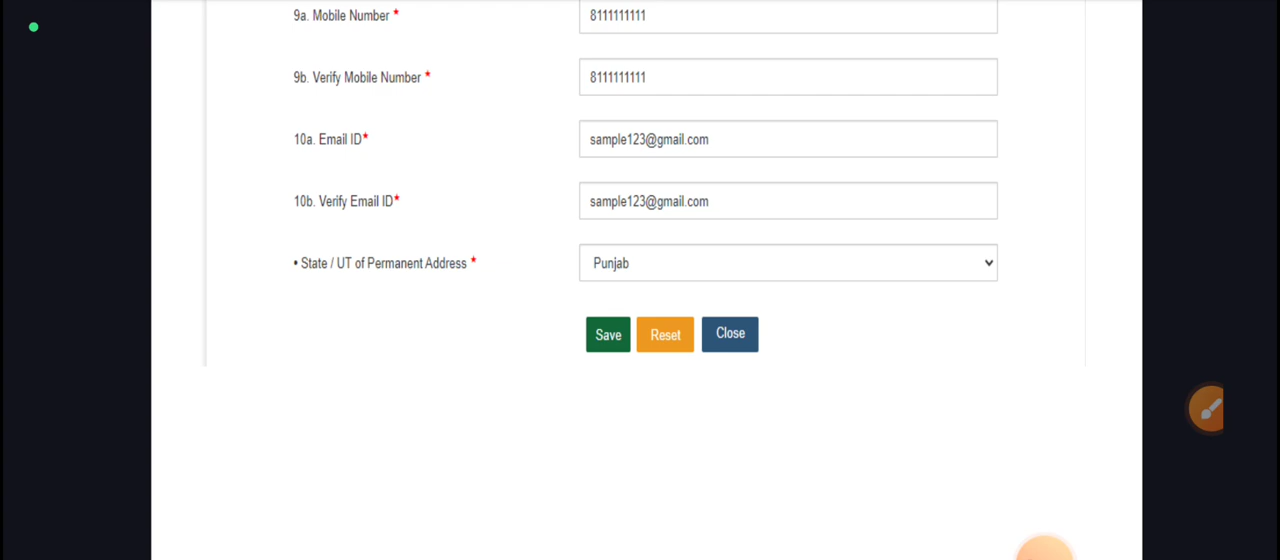 9a. Mobile Number * 8111111111
9b. Verify Mobile Number * 8111111111
10a. Email ID* sample123@gmail.com
10b. Verify Email ID* sample123@gmail.com
• State / UT of Permanent Address * Punjab
Save Reset Close